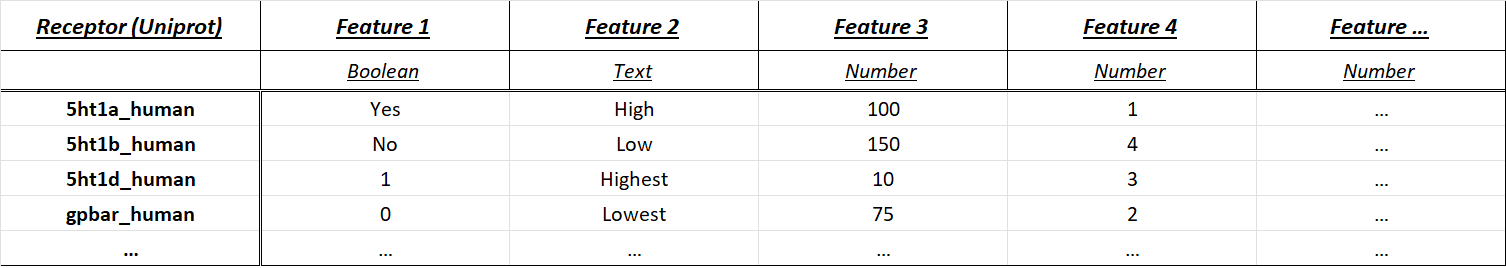 Receptor (Uniprot) Feature 1 Feature 2 Feature 3 Feature 4 Feature ...
Boolean Text Number Number Number
5ht1a_human Yes High 100 1 ...
5ht1b_human No Low 150 4 ...
5ht1d_human 1 Highest 10 3 ...
gpbar_human 0 Lowest 75 2 ...
... ... ... ... ... ...